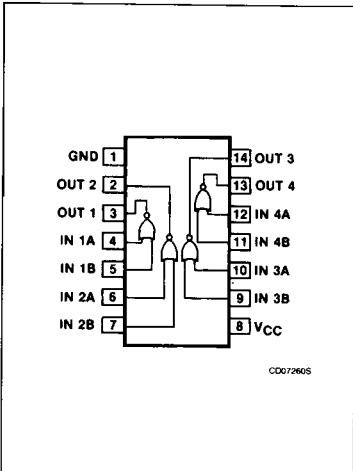 GND 1
OUT 2 2
OUT 1 3
IN 1A 4
IN 1B 5
IN 2A 6
IN 2B 7
14 OUT 3
13 OUT 4
12 IN 4A
11 IN 4B
10 IN 3A
9 IN 3B
8 VCC
CD07260S